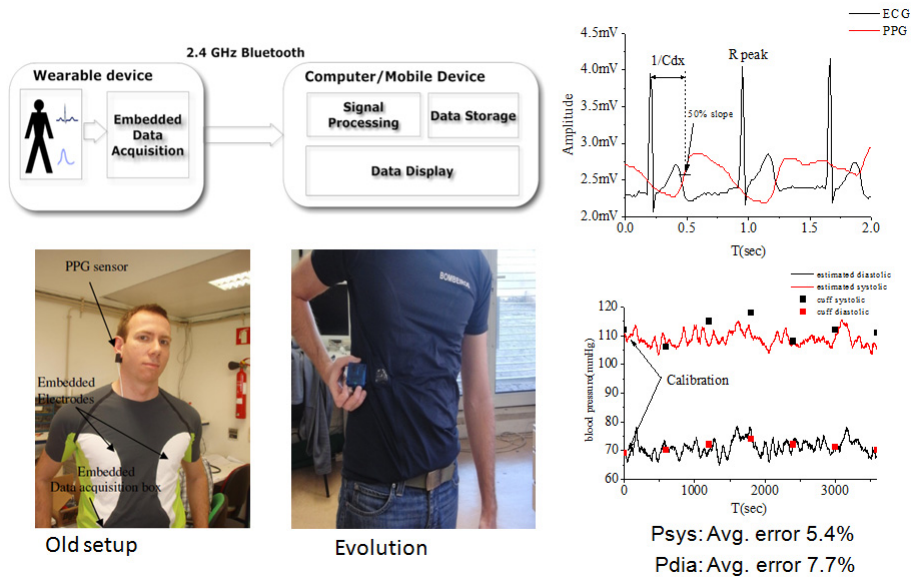 2.4 GHz Bluetooth
Wearable device
Embedded
Data
Acquisition
Computer/Mobile Device
Signal
Processing
Data Storage
Data Display
ECG
PPG
4.5mV
4.0mV
3.5mV
3.0mV
2.5mV
2.0mV
Amplitude
1/Cdx
R peak
50% slope
0.0
0.5
1.0
1.5
2.0
T(sec)
PPG sensor
Embedded
Electrodes
Embedded
Data acquisition box
Old setup
Evolution
estimated diastolic
estimated systolic
cuff systolic
cuff diastolic
120
110
100
90
80
70
60
blood pressure(mmHg)
Calibration
0
1000
2000
3000
T(sec)
Psys: Avg. error 5.4%
Pdia: Avg. error 7.7%